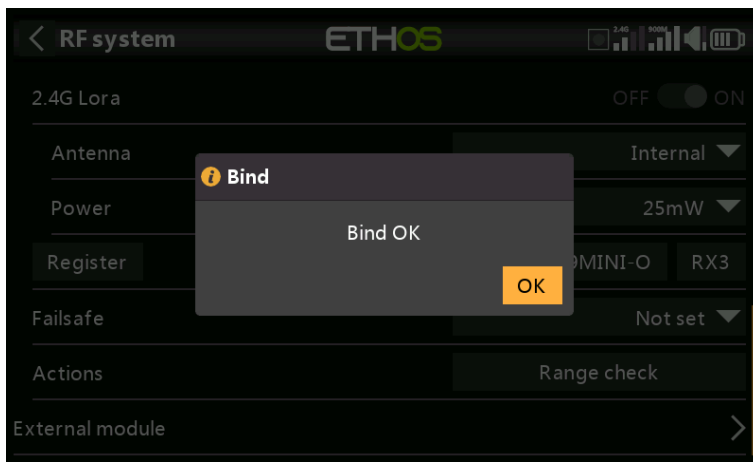 RF system
ETHOS
2.4G
900M
2.4G Lora
OFF
ON
Antenna
Internal
Bind
Power
25mW
Bind OK
Register
9MINI-O
RX3
OK
Failsafe
Not set
Actions
Range check
External module